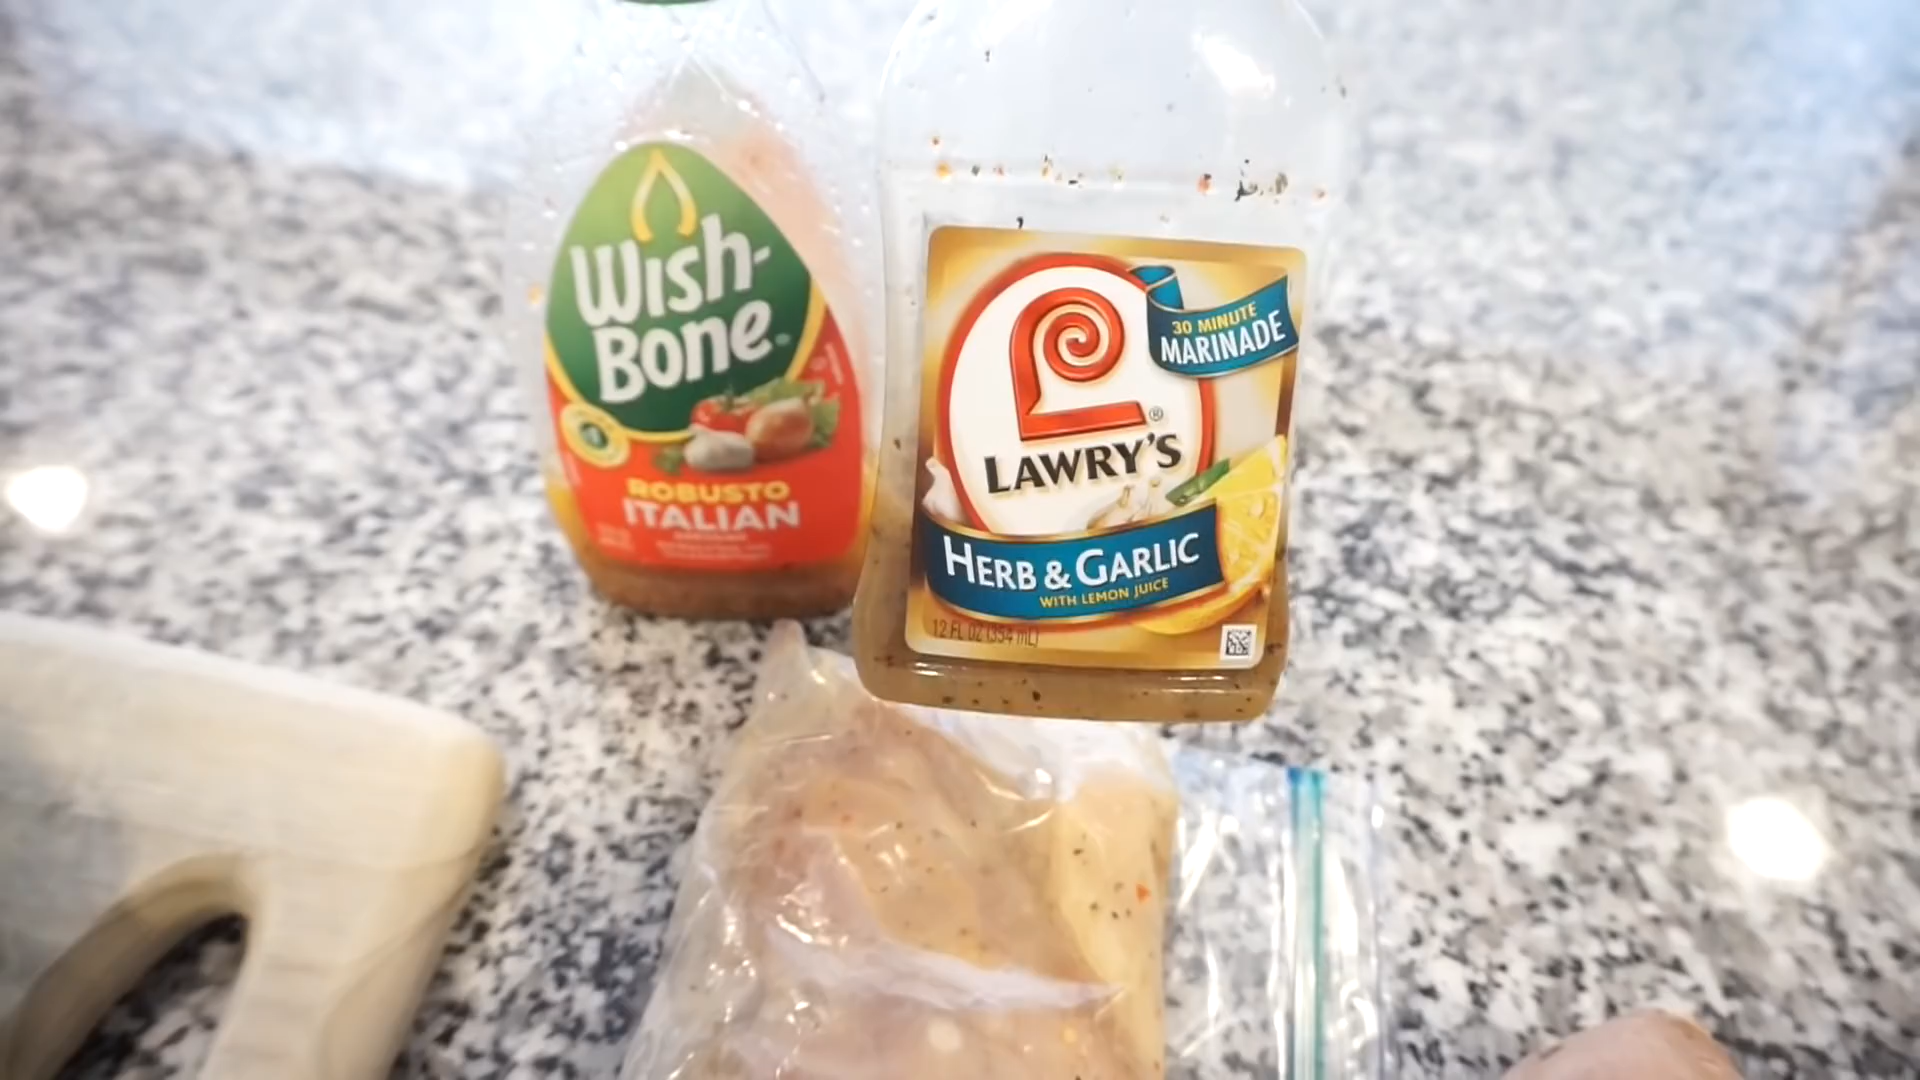 Wish-
Bone
ROBUSTO
ITALIAN
30 MINUTE
MARINADE
LAWRY'S
HERB & GARLIC
WITH LEMON JUICE
12 FL OZ (354 mL)